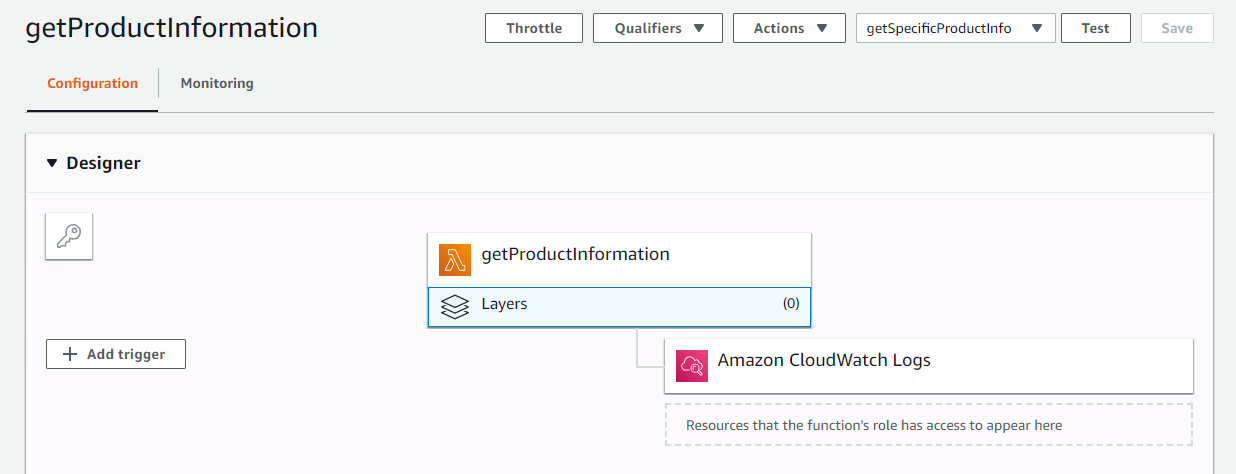 getProductInformation
Throttle
Qualifiers
Actions
getSpecificProductInfo
Test
Save
Configuration
Monitoring
Designer
getProductInformation
Layers (0)
Add trigger
Amazon CloudWatch Logs
Resources that the function's role has access to appear here